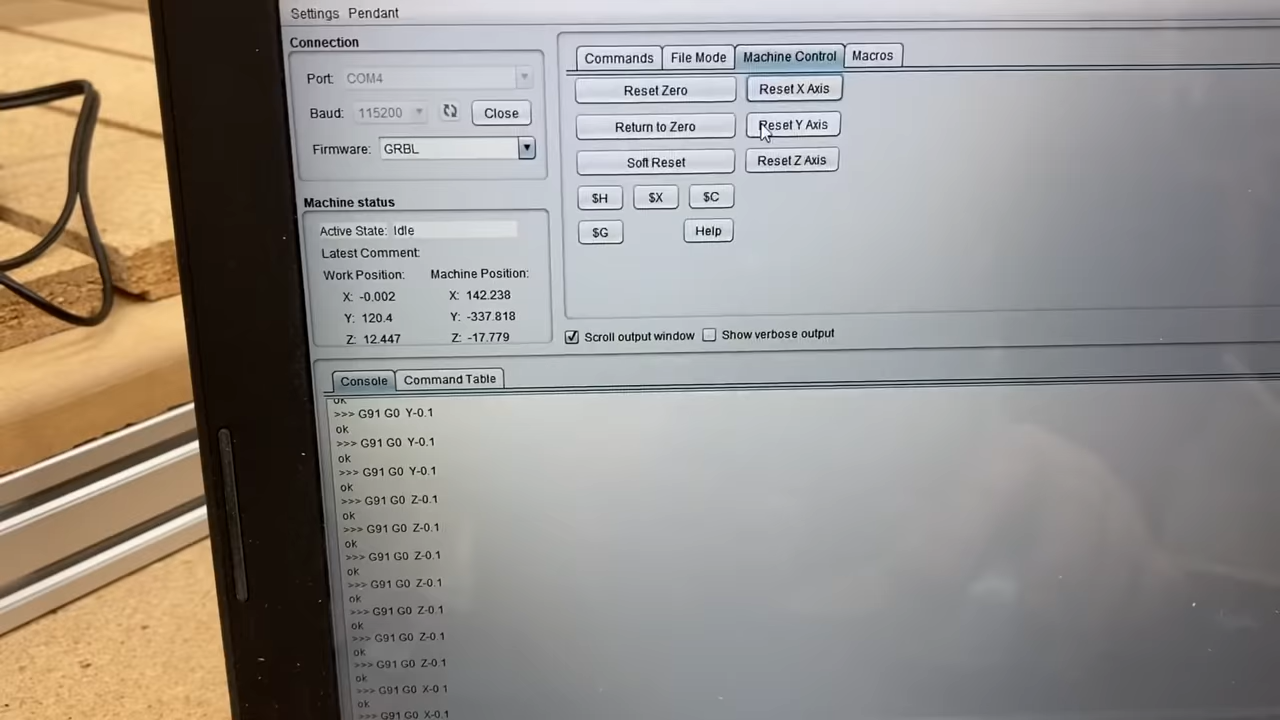 Settings Pendant
Connection
Port: COM4
Baud: 115200 Close
Firmware: GRBL
Machine status
Active State: Idle
Latest Comment:
Work Position: Machine Position:
X: -0.002 X: 142.238
Y: 120.4 Y: -337.818
Z: 12.447 Z: -17.779
Commands File Mode Machine Control Macros
Reset Zero Reset X Axis
Return to Zero Reset Y Axis
Soft Reset Reset Z Axis
$H $X $C
$G Help
Scroll output window Show verbose output
Console Command Table
ok
>>> G91 G0 Y-0.1
ok
>>> G91 G0 Y-0.1
ok
>>> G91 G0 Y-0.1
ok
>>> G91 G0 Z-0.1
ok
>>> G91 G0 Z-0.1
ok
>>> G91 G0 Z-0.1
ok
>>> G91 G0 Z-0.1
ok
>>> G91 G0 Z-0.1
ok
>>> G91 G0 Z-0.1
ok
>>> G91 G0 Z-0.1
ok
>>> G91 G0 X-0.1
ok
>>> G91 G0 X-0.1